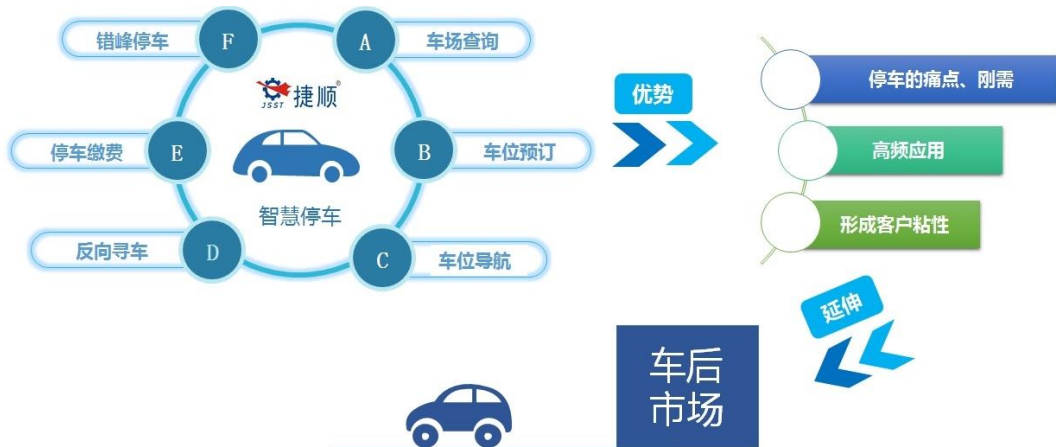 错峰停车
F
A
车场查询
JSST 捷顺®
停车缴费
E
B
车位预订
智慧停车
反向寻车
D
C
车位导航
优势
停车的痛点、刚需
高频应用
形成客户粘性
延伸
车后
市场